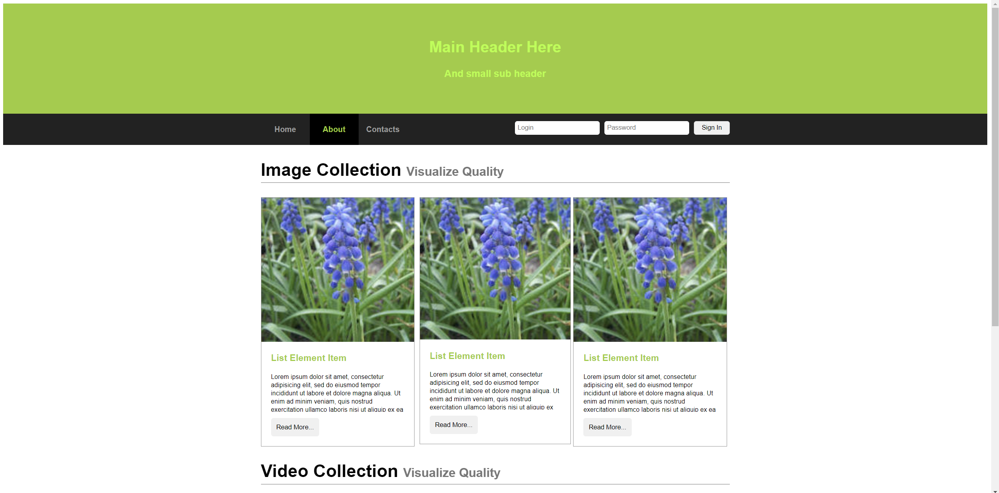 Main Header Here
And small sub header
Home About Contacts Login Password Sign In
Image Collection Visualize Quality
List Element Item
Lorem ipsum dolor sit amet, consectetur
adipisicing elit, sed do eiusmod tempor
incididunt ut labore et dolore magna aliqua. Ut
enim ad minim veniam, quis nostrud
exercitation ullamco laboris nisi ut aliquip ex ea
Read More...
List Element Item
Lorem ipsum dolor sit amet, consectetur
adipisicing elit, sed do eiusmod tempor
incididunt ut labore et dolore magna aliqua. Ut
enim ad minim veniam, quis nostrud
exercitation ullamco laboris nisi ut aliquip ex
Read More...
List Element Item
Lorem ipsum dolor sit amet, consectetur
adipisicing elit, sed do eiusmod tempor
incididunt ut labore et dolore magna aliqua. Ut
enim ad minim veniam, quis nostrud
exercitation ullamco laboris nisi ut aliquip ex ea
Read More...
Video Collection Visualize Quality